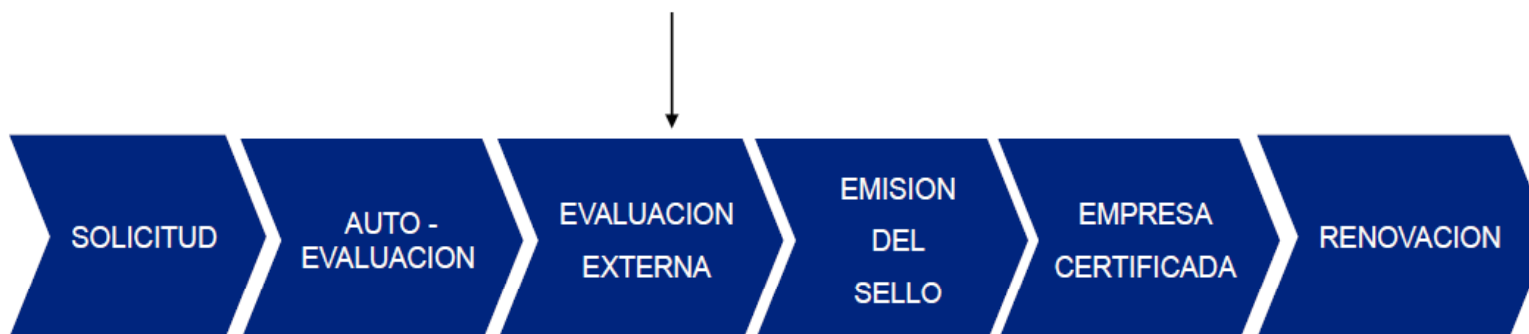 SOLICITUD
AUTO -
EVALUACION
EVALUACION
EXTERNA
EMISION
DEL
SELLO
EMPRESA
CERTIFICADA
RENOVACION